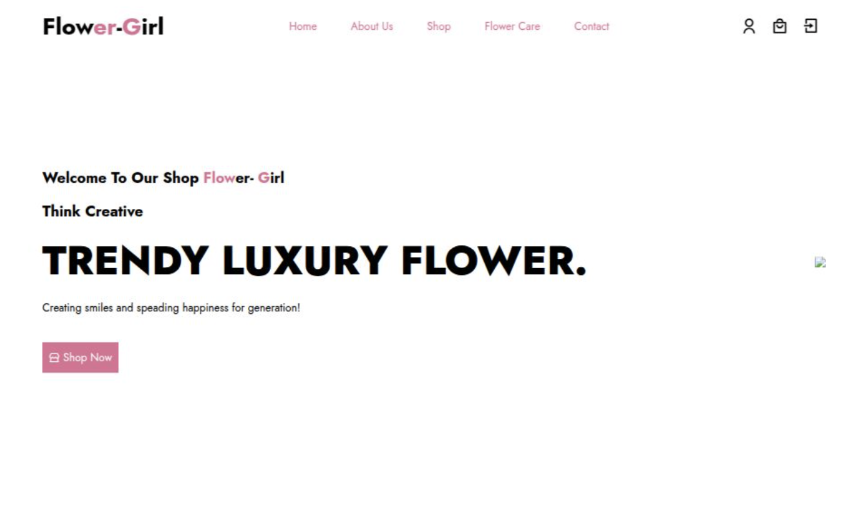 Flower-Girl
Home About Us Shop Flower Care Contact
Welcome To Our Shop Flower- Girl
Think Creative
TRENDY LUXURY FLOWER.
Creating smiles and speading happiness for generation!
Shop Now